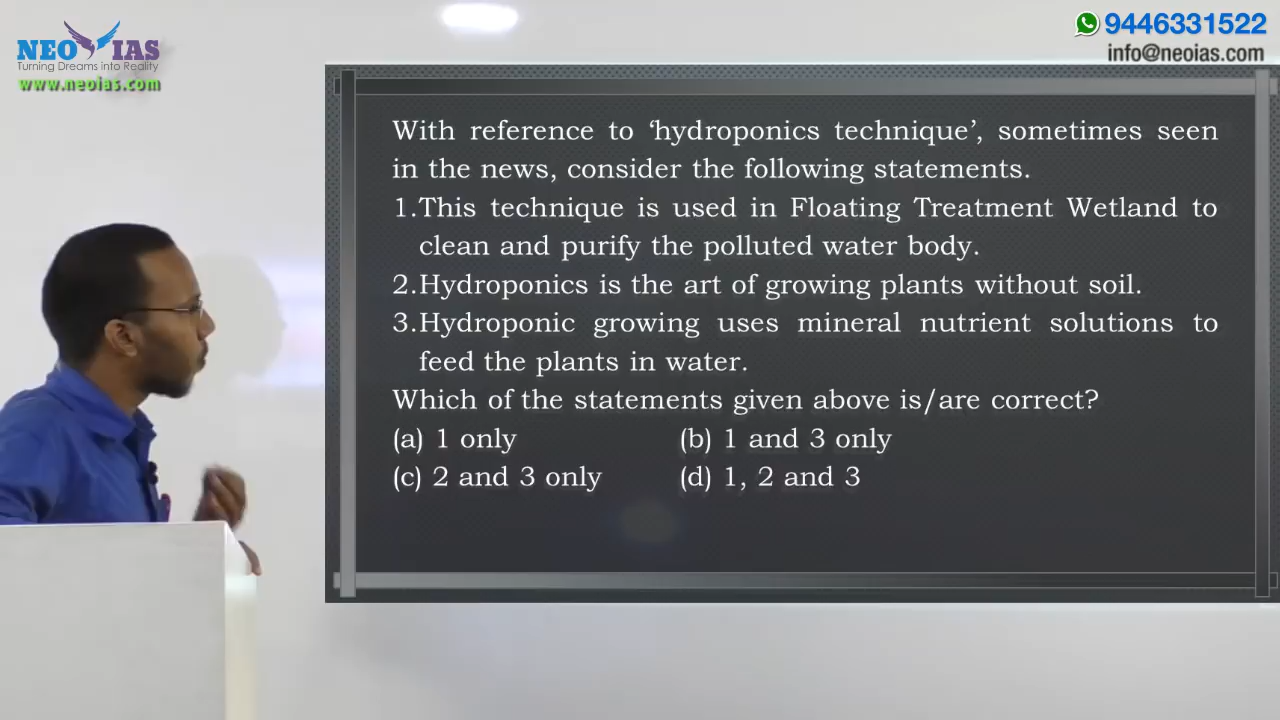 NEO IAS
Turning Dreams into Reality
www.neoias.com
9446331522
info@neoias.com
With reference to ‘hydroponics technique’, sometimes seen
in the news, consider the following statements.
1.This technique is used in Floating Treatment Wetland to
clean and purify the polluted water body.
2.Hydroponics is the art of growing plants without soil.
3.Hydroponic growing uses mineral nutrient solutions to
feed the plants in water.
Which of the statements given above is/are correct?
(a) 1 only (b) 1 and 3 only
(c) 2 and 3 only (d) 1, 2 and 3